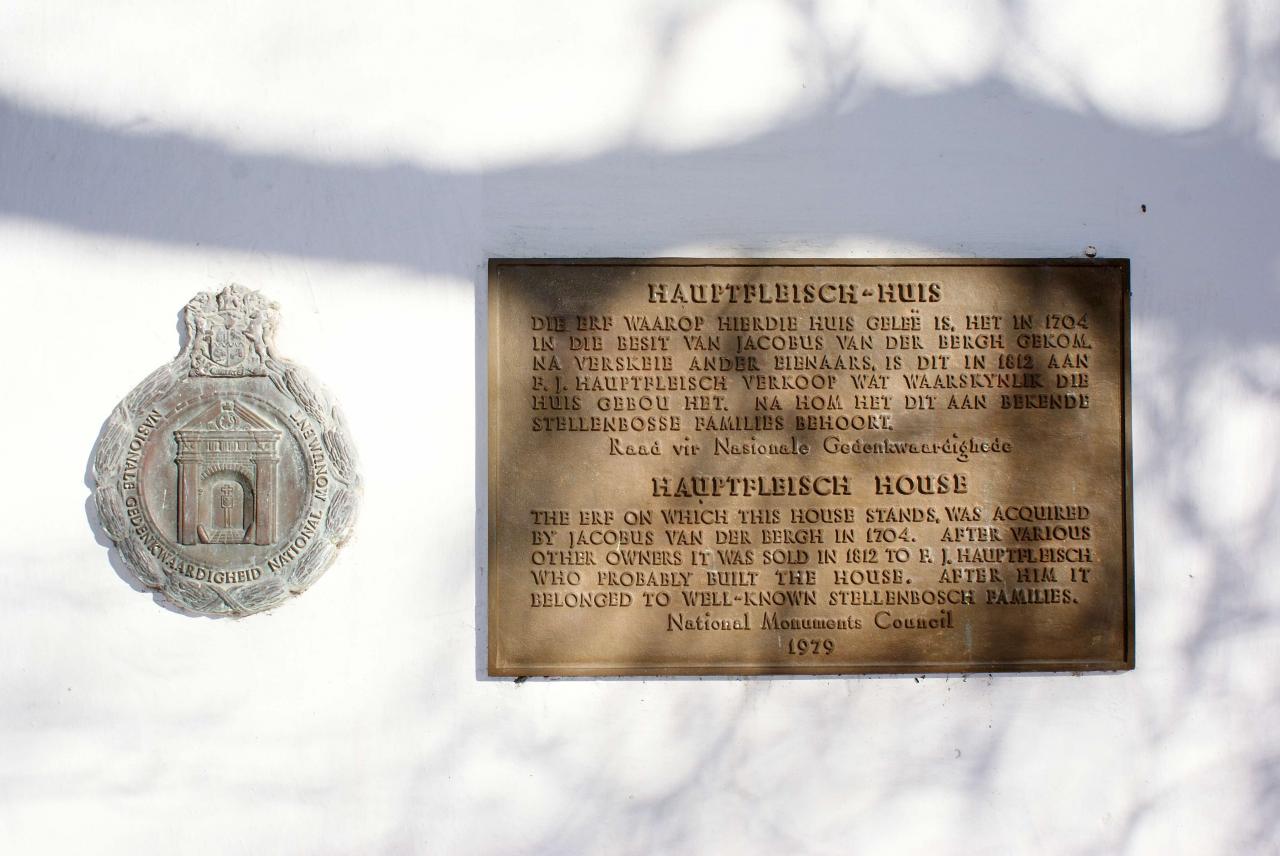 NASIONALE GEDENKWAARDIGHEID NATIONAL MONUMENT
HAUPTFLEISCH-HUIS
DIE ERF WAAROP HIERDIE HUIS GELEË IS, HET IN 1704
IN DIE BESIT VAN JACOBUS VAN DER BERGH GEKOM.
NA VERSKEIE ANDER EIENAARS, IS DIT IN 1812 AAN
F. J. HAUPTFLEISCH VERKOOP WAT WAARSKYNLIK DIE
HUIS GEBOU HET. NA HOM HET DIT AAN BEKENDE
STELLENBOSSE FAMILIES BEHOORT.
Raad vir Nasionale Gedenkwaardighede
HAUPTFLEISCH HOUSE
THE ERF ON WHICH THIS HOUSE STANDS, WAS ACQUIRED
BY JACOBUS VAN DER BERGH IN 1704. AFTER VARIOUS
OTHER OWNERS IT WAS SOLD IN 1812 TO F. J. HAUPTFLEISCH
WHO PROBABLY BUILT THE HOUSE. AFTER HIM IT
BELONGED TO WELL-KNOWN STELLENBOSCH FAMILIES.
National Monuments Council
1979